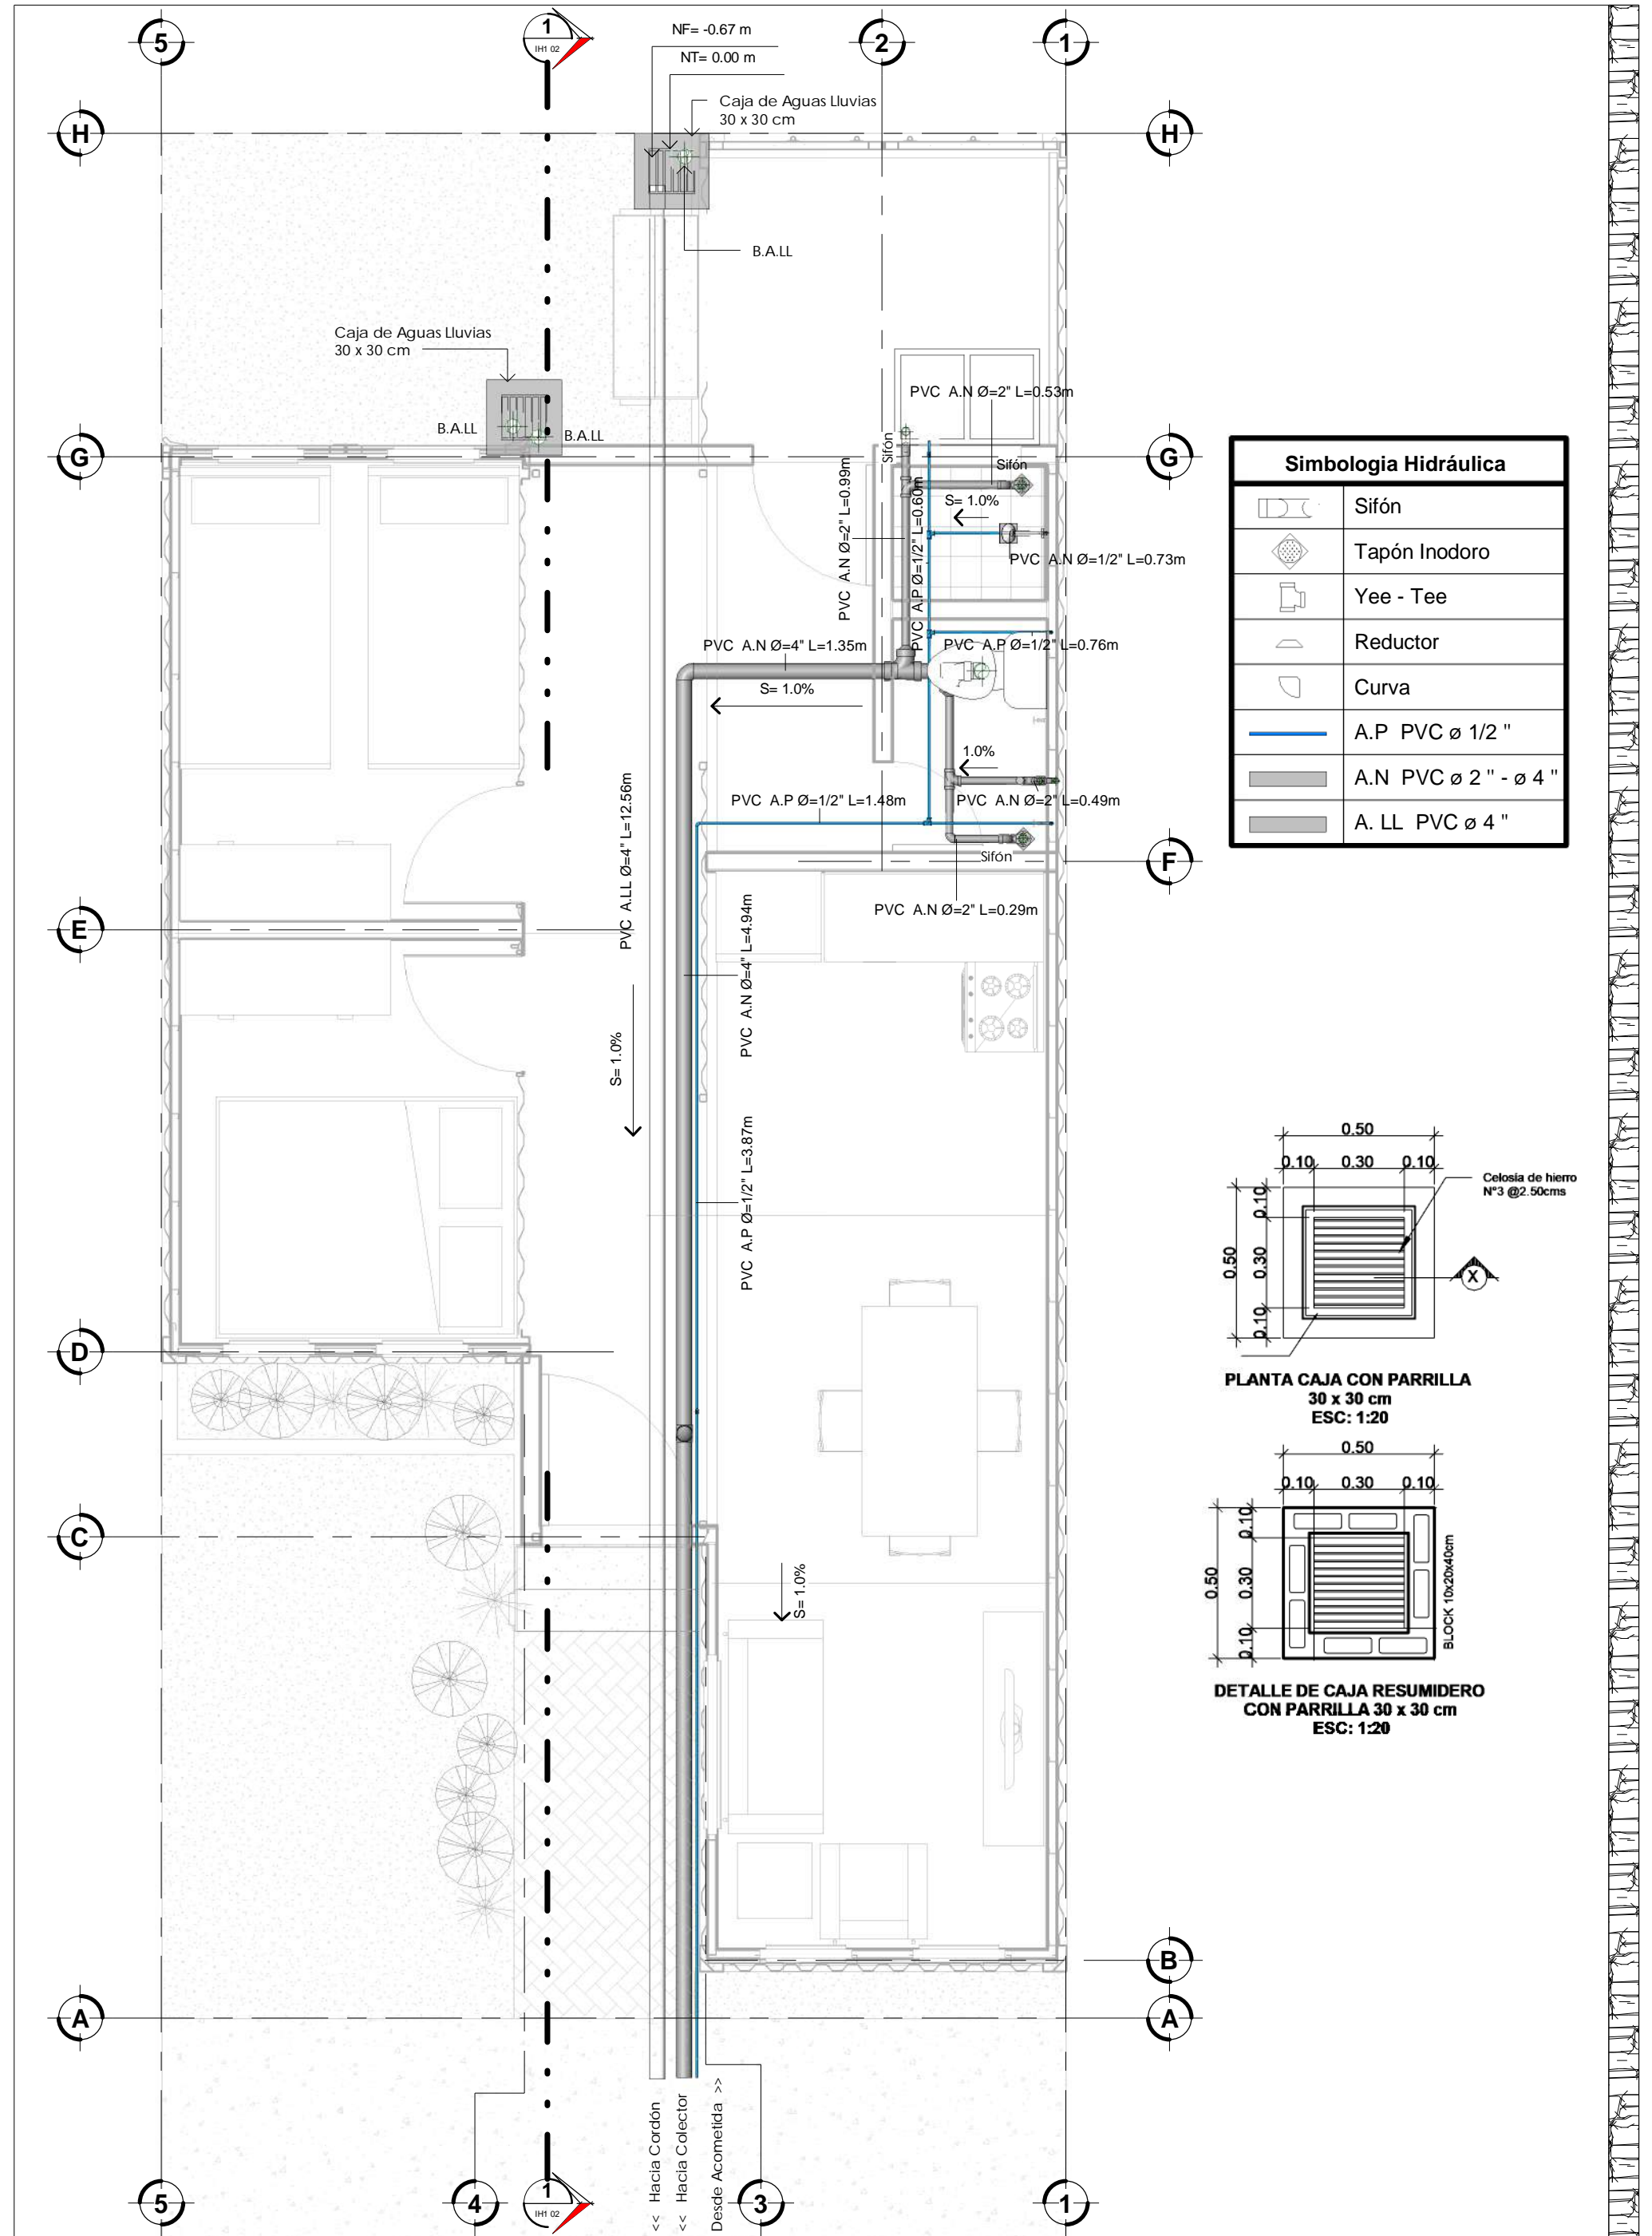 5
1
IH1 02
NF= -0.67 m
NT= 0.00 m
2
1
Caja de Aguas Lluvias
30 x 30 cm
H
H
B.A.LL
Caja de Aguas Lluvias
30 x 30 cm
PVC A.N Ø=2" L=0.53m
B.A.LL
B.A.LL
Sifón
G
G
Sifón
S= 1.0%
PVC A.N Ø=2" L=0.99m
PVC A.P Ø=1/2" L=0.60m
PVC A.N Ø=1/2" L=0.73m
PVC A.N Ø=4" L=1.35m
PVC A.P Ø=1/2" L=0.76m
S= 1.0%
1.0%
PVC A.P Ø=1/2" L=1.48m
PVC A.N Ø=2" L=0.49m
PVC A.LL Ø=4" L=12.56m
Sifón
F
PVC A.N Ø=2" L=0.29m
E
PVC A.N Ø=4" L=4.94m
S= 1.0%
PVC A.P Ø=1/2" L=3.87m
D
C
S= 1.0%
B
A
A
<< Hacia Cordón
<< Hacia Colector
Desde Acometida >>
5
4
1
IH1 02
3
1
Simbologia Hidráulica
Sifón
Tapón Inodoro
Yee - Tee
Reductor
Curva
A.P PVC ø 1/2 "
A.N PVC ø 2 " - ø 4 "
A. LL PVC ø 4 "
0.50
0.10 0.30 0.10
Celosia de hierro
N°3 @2.50cms
0.50
0.10
0.30
0.10
X
PLANTA CAJA CON PARRILLA
30 x 30 cm
ESC: 1:20
0.50
0.10 0.30 0.10
0.50
0.10
0.30
0.10
BLOCK 10x20x40cm
DETALLE DE CAJA RESUMIDERO
CON PARRILLA 30 x 30 cm
ESC: 1:20